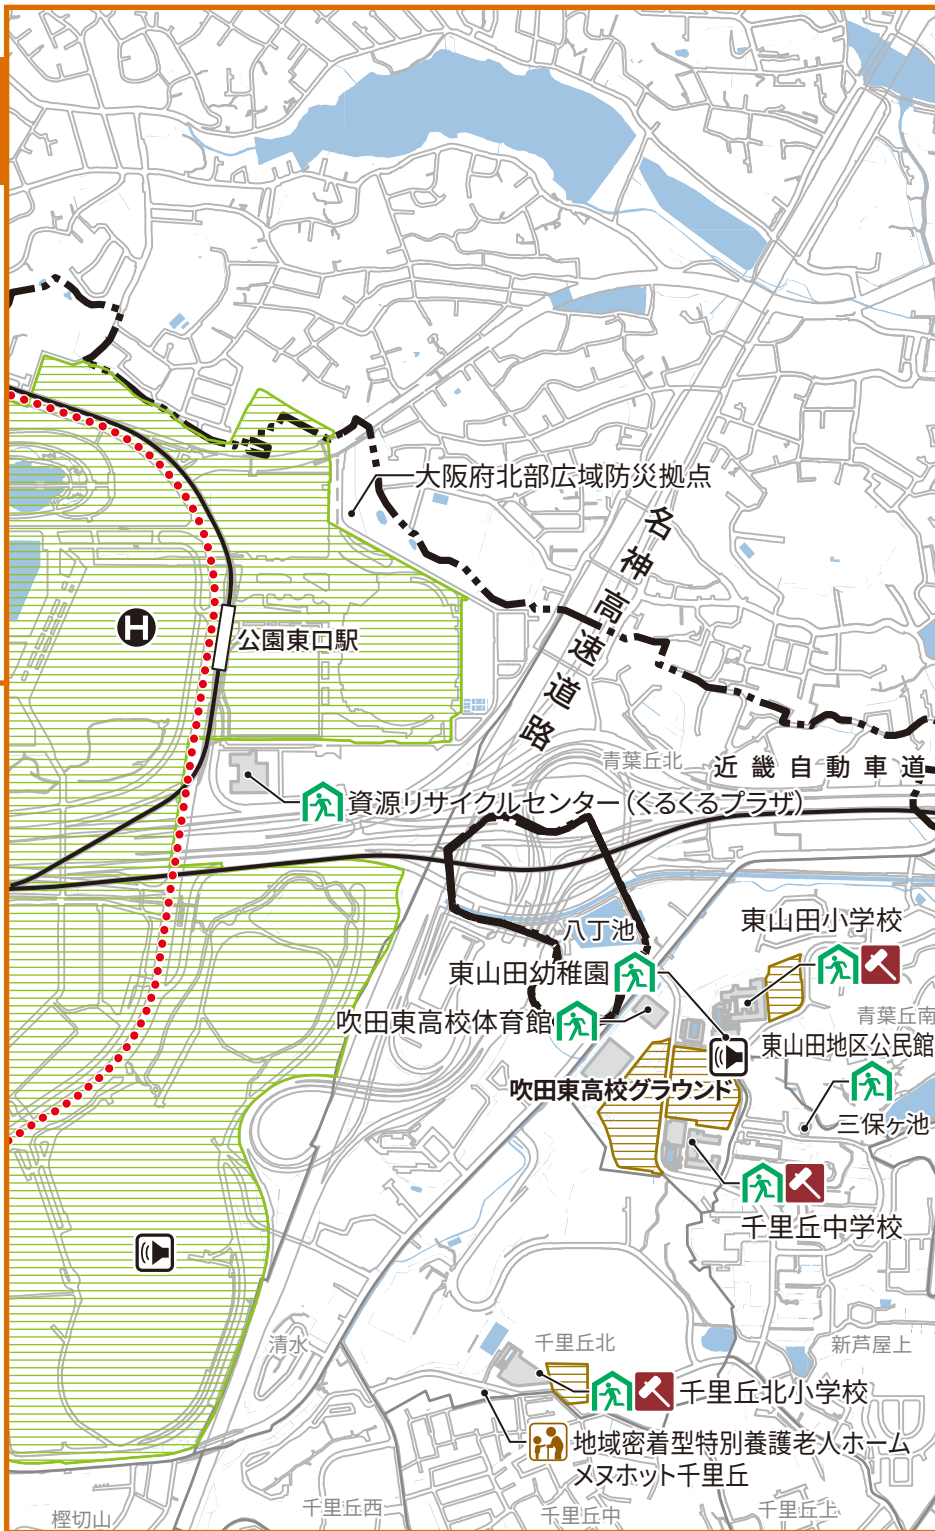 大阪府北部広域防災拠点
名神高速道路
公園東口駅
青葉丘北
近畿自動車道
資源リサイクルセンター(くるくるプラザ)
八丁池
東山田小学校
東山田幼稚園
吹田東高校体育館
青葉丘南
東山田地区公民館
吹田東高校グラウンド
三保ヶ池
千里丘中学校
清水
千里丘北
新芦屋上
千里丘北小学校
地域密着型特別養護老人ホーム
メヌホット千里丘
樫切山
千里丘西
千里丘中
千里丘上
H